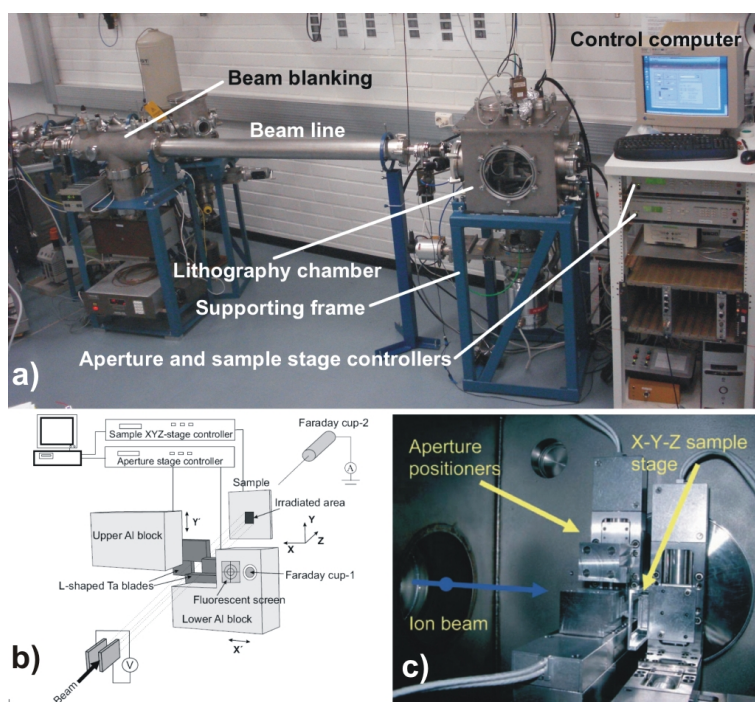 Control computer
Beam blanking
Beam line
Lithography chamber
Supporting frame
Aperture and sample stage controllers
a)
Sample XYZ-stage controller
Aperture stage controller
Faraday cup-2
A
Sample
Irradiated area
Y´
Upper Al block
Y
X
Z
L-shaped Ta blades
Faraday cup-1
Fluorescent screen
Lower Al block
X´
V
Beam
b)
Aperture
positioners
X-Y-Z sample
stage
Ion beam
c)